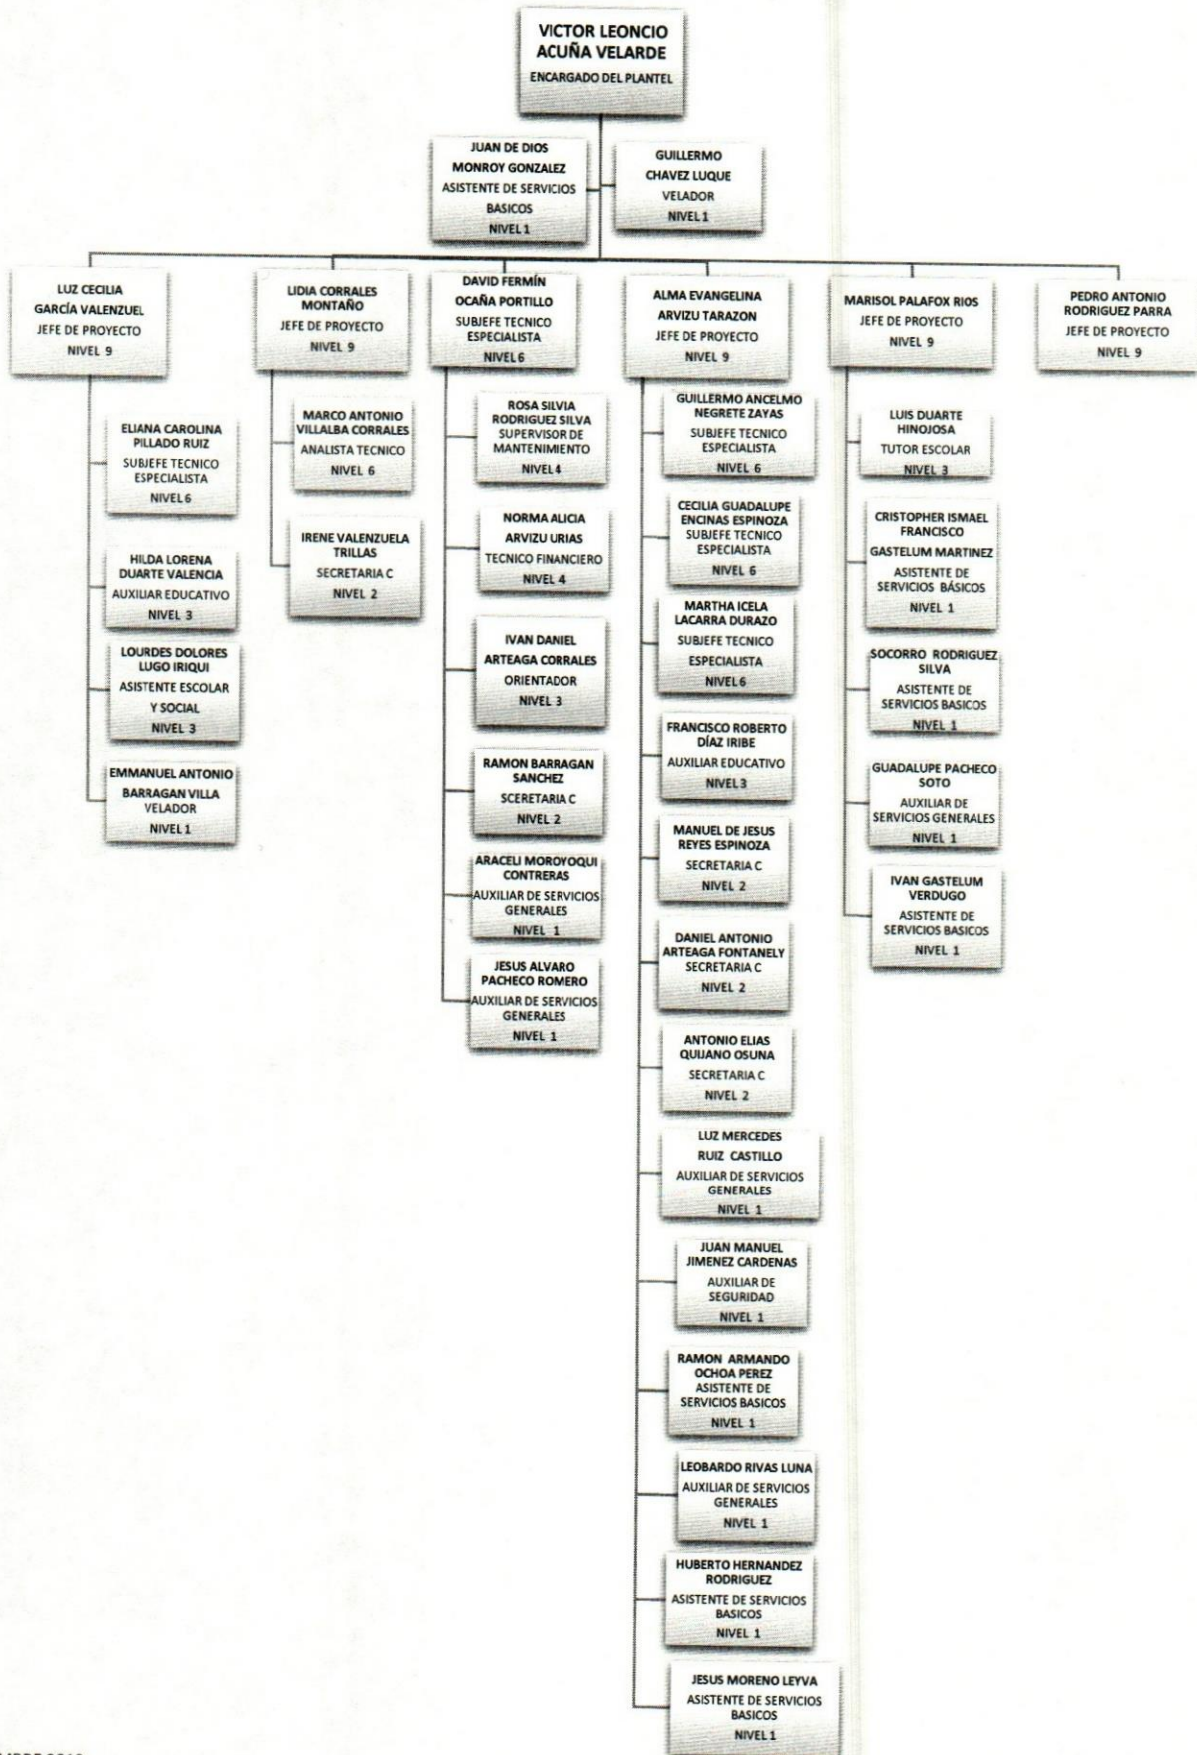 VICTOR LEONCIO
ACUÑA VELARDE
ENCARGADO DEL PLANTEL
JUAN DE DIOS
MONROY GONZALEZ
ASISTENTE DE SERVICIOS
BASICOS
NIVEL 1
GUILLERMO
CHAVEZ LUQUE
VELADOR
NIVEL 1
LUZ CECILIA
GARCÍA VALENZUEL
JEFE DE PROYECTO
NIVEL 9
ELIANA CAROLINA
PILLADO RUIZ
SUBJEFE TECNICO
ESPECIALISTA
NIVEL 6
HILDA LORENA
DUARTE VALENCIA
AUXILIAR EDUCATIVO
NIVEL 3
LOURDES DOLORES
LUGO IRIQUI
ASISTENTE ESCOLAR
Y SOCIAL
NIVEL 3
EMMANUEL ANTONIO
BARRAGAN VILLA
VELADOR
NIVEL 1
LIDIA CORRALES
MONTAÑO
JEFE DE PROYECTO
NIVEL 9
MARCO ANTONIO
VILLALBA CORRALES
ANALISTA TECNICO
NIVEL 6
IRENE VALENZUELA
TRILLAS
SECRETARIA C
NIVEL 2
DAVID FERMÍN
OCAÑA PORTILLO
SUBJEFE TECNICO
ESPECIALISTA
NIVEL 6
ROSA SILVIA
RODRIGUEZ SILVA
SUPERVISOR DE
MANTENIMIENTO
NIVEL 4
NORMA ALICIA
ARVIZU URIAS
TECNICO FINANCIERO
NIVEL 4
IVAN DANIEL
ARTEAGA CORRALES
ORIENTADOR
NIVEL 3
RAMON BARRAGAN
SANCHEZ
SCERETARIA C
NIVEL 2
ARACELI MOROYOQUI
CONTRERAS
AUXILIAR DE SERVICIOS
GENERALES
NIVEL 1
JESUS ALVARO
PACHECO ROMERO
AUXILIAR DE SERVICIOS
GENERALES
NIVEL 1
ALMA EVANGELINA
ARVIZU TARAZON
JEFE DE PROYECTO
NIVEL 9
GUILLERMO ANCELMO
NEGRETE ZAYAS
SUBJEFE TECNICO
ESPECIALISTA
NIVEL 6
CECILIA GUADALUPE
ENCINAS ESPINOZA
SUBJEFE TECNICO
ESPECIALISTA
NIVEL 6
MARTHA ICELA
LACARRA DURAZO
SUBJEFE TECNICO
ESPECIALISTA
NIVEL 6
FRANCISCO ROBERTO
DÍAZ IRIBE
AUXILIAR EDUCATIVO
NIVEL 3
MANUEL DE JESUS
REYES ESPINOZA
SECRETARIA C
NIVEL 2
DANIEL ANTONIO
ARTEAGA FONTANELY
SECRETARIA C
NIVEL 2
ANTONIO ELIAS
QUIJANO OSUNA
SECRETARIA C
NIVEL 2
LUZ MERCEDES
RUIZ CASTILLO
AUXILIAR DE SERVICIOS
GENERALES
NIVEL 1
JUAN MANUEL
JIMENEZ CARDENAS
AUXILIAR DE
SEGURIDAD
NIVEL 1
RAMON ARMANDO
OCHOA PEREZ
ASISTENTE DE
SERVICIOS BASICOS
NIVEL 1
LEOBARDO RIVAS LUNA
AUXILIAR DE SERVICIOS
GENERALES
NIVEL 1
HUBERTO HERNANDEZ
RODRIGUEZ
ASISTENTE DE SERVICIOS
BASICOS
NIVEL 1
JESUS MORENO LEYVA
ASISTENTE DE SERVICIOS
BASICOS
NIVEL 1
MARISOL PALAFOX RIOS
JEFE DE PROYECTO
NIVEL 9
LUIS DUARTE
HINOJOSA
TUTOR ESCOLAR
NIVEL 3
CRISTOPHER ISMAEL
FRANCISCO
GASTELUM MARTINEZ
ASISTENTE DE
SERVICIOS BÁSICOS
NIVEL 1
SOCORRO RODRIGUEZ
SILVA
ASISTENTE DE
SERVICIOS BASICOS
NIVEL 1
GUADALUPE PACHECO
SOTO
AUXILIAR DE
SERVICIOS GENERALES
NIVEL 1
IVAN GASTELUM
VERDUGO
ASISTENTE DE
SERVICIOS BASICOS
NIVEL 1
PEDRO ANTONIO
RODRIGUEZ PARRA
JEFE DE PROYECTO
NIVEL 9